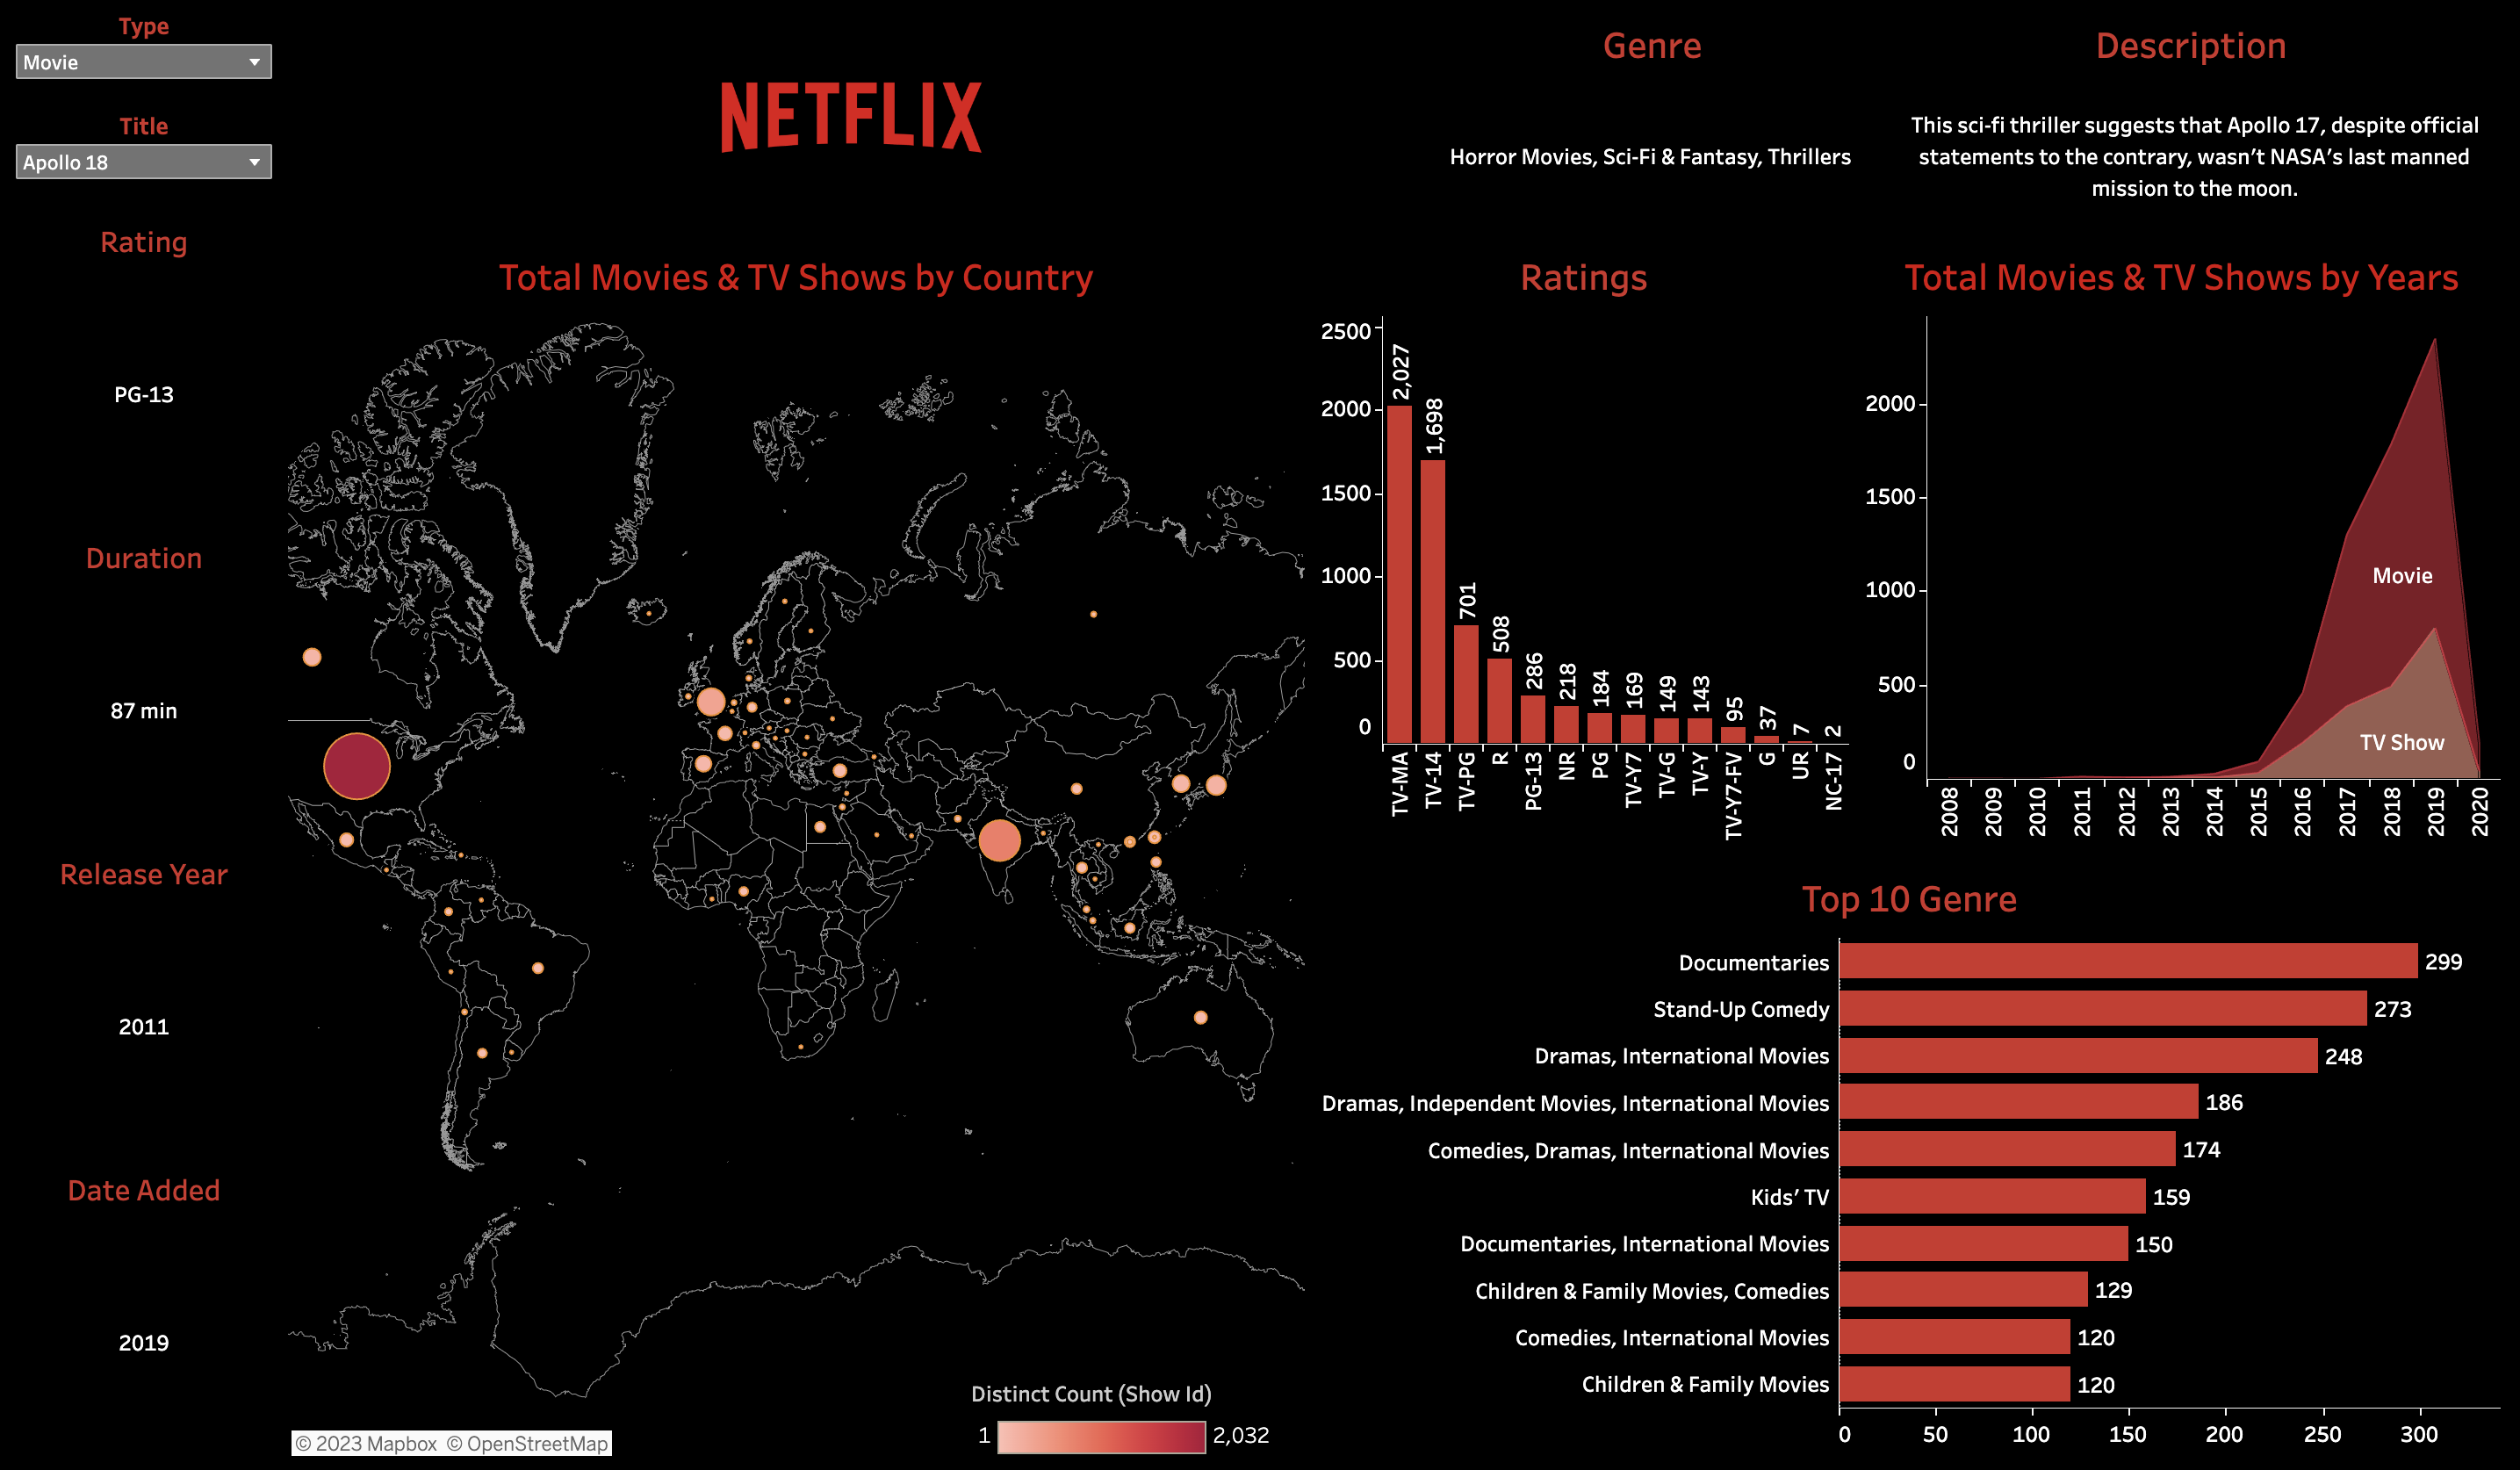 Type
Movie
Title
Apollo 18
NETFLIX
Genre
Horror Movies, Sci-Fi & Fantasy, Thrillers
Description
This sci-fi thriller suggests that Apollo 17, despite official
statements to the contrary, wasn’t NASA’s last manned
mission to the moon.
Rating
PG-13
Duration
87 min
Release Year
2011
Date Added
2019
Total Movies & TV Shows by Country
© 2023 Mapbox © OpenStreetMap
Distinct Count (Show Id)
1
2,032
Ratings
2500
2000
1500
1000
500
0
2,027
1,698
701
508
286
218
184
169
149
143
95
37
7
2
TV-MA
TV-14
TV-PG
R
PG-13
NR
PG
TV-Y7
TV-G
TV-Y
TV-Y7-FV
G
UR
NC-17
Total Movies & TV Shows by Years
2000
1500
1000
500
0
Movie
TV Show
2008
2009
2010
2011
2012
2013
2014
2015
2016
2017
2018
2019
2020
Top 10 Genre
Documentaries 299
Stand-Up Comedy 273
Dramas, International Movies 248
Dramas, Independent Movies, International Movies 186
Comedies, Dramas, International Movies 174
Kids’ TV 159
Documentaries, International Movies 150
Children & Family Movies, Comedies 129
Comedies, International Movies 120
Children & Family Movies 120
0 50 100 150 200 250 300